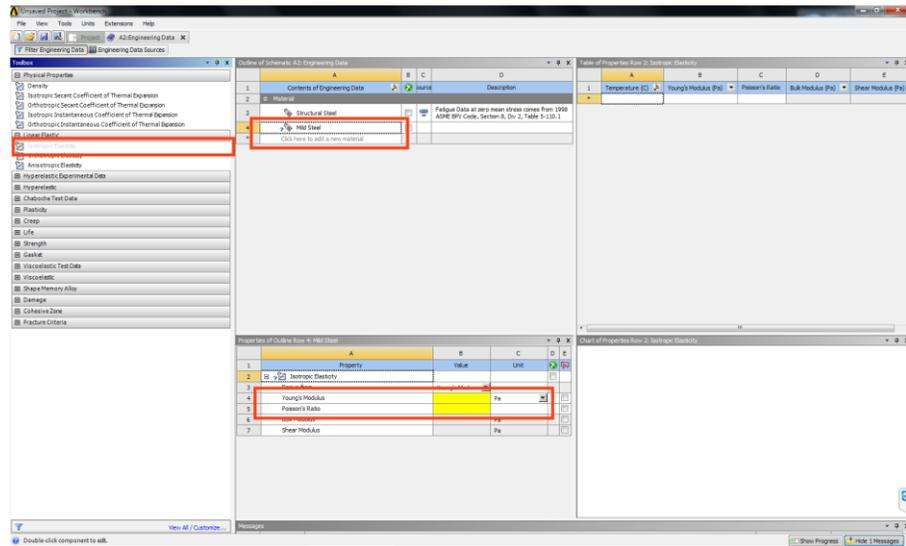 Unsaved Project - Workbench
File View Tools Units Extensions Help
Project A2:Engineering Data
Filter Engineering Data Engineering Data Sources
Toolbox
Physical Properties
Density
Isotropic Secant Coefficient of Thermal Expansion
Orthotropic Secant Coefficient of Thermal Expansion
Isotropic Instantaneous Coefficient of Thermal Expansion
Orthotropic Instantaneous Coefficient of Thermal Expansion
Linear Elastic
Isotropic Elasticity
Orthotropic Elasticity
Anisotropic Elasticity
Hyperelastic Experimental Data
Hyperelastic
Chaboche Test Data
Plasticity
Creep
Life
Strength
Gasket
Viscoelastic Test Data
Viscoelastic
Shape Memory Alloy
Damage
Cohesive Zone
Fracture Criteria
View All / Customize...
Outline of Schematic A2: Engineering Data
A B C D
1 Contents of Engineering Data Source Description
2 Material
3 Structural Steel Fatigue Data at zero mean stress comes from 1998
ASME BPV Code, Section 8, Div 2, Table 5-110.1
4 Mild Steel
* Click here to add a new material
Properties of Outline Row 4: Mild Steel
A B C D E
1 Property Value Unit
2 Isotropic Elasticity
3
4 Young's Modulus Pa
5 Poisson's Ratio
6 Bulk Modulus Pa
7 Shear Modulus Pa
Table of Properties Row 2: Isotropic Elasticity
A B C D E
1 Temperature (C) Young's Modulus (Pa) Poisson's Ratio Bulk Modulus (Pa) Shear Modulus (Pa)
*
Chart of Properties Row 2: Isotropic Elasticity
Messages
Double-click component to edit.
Show Progress Hide 1 Messages